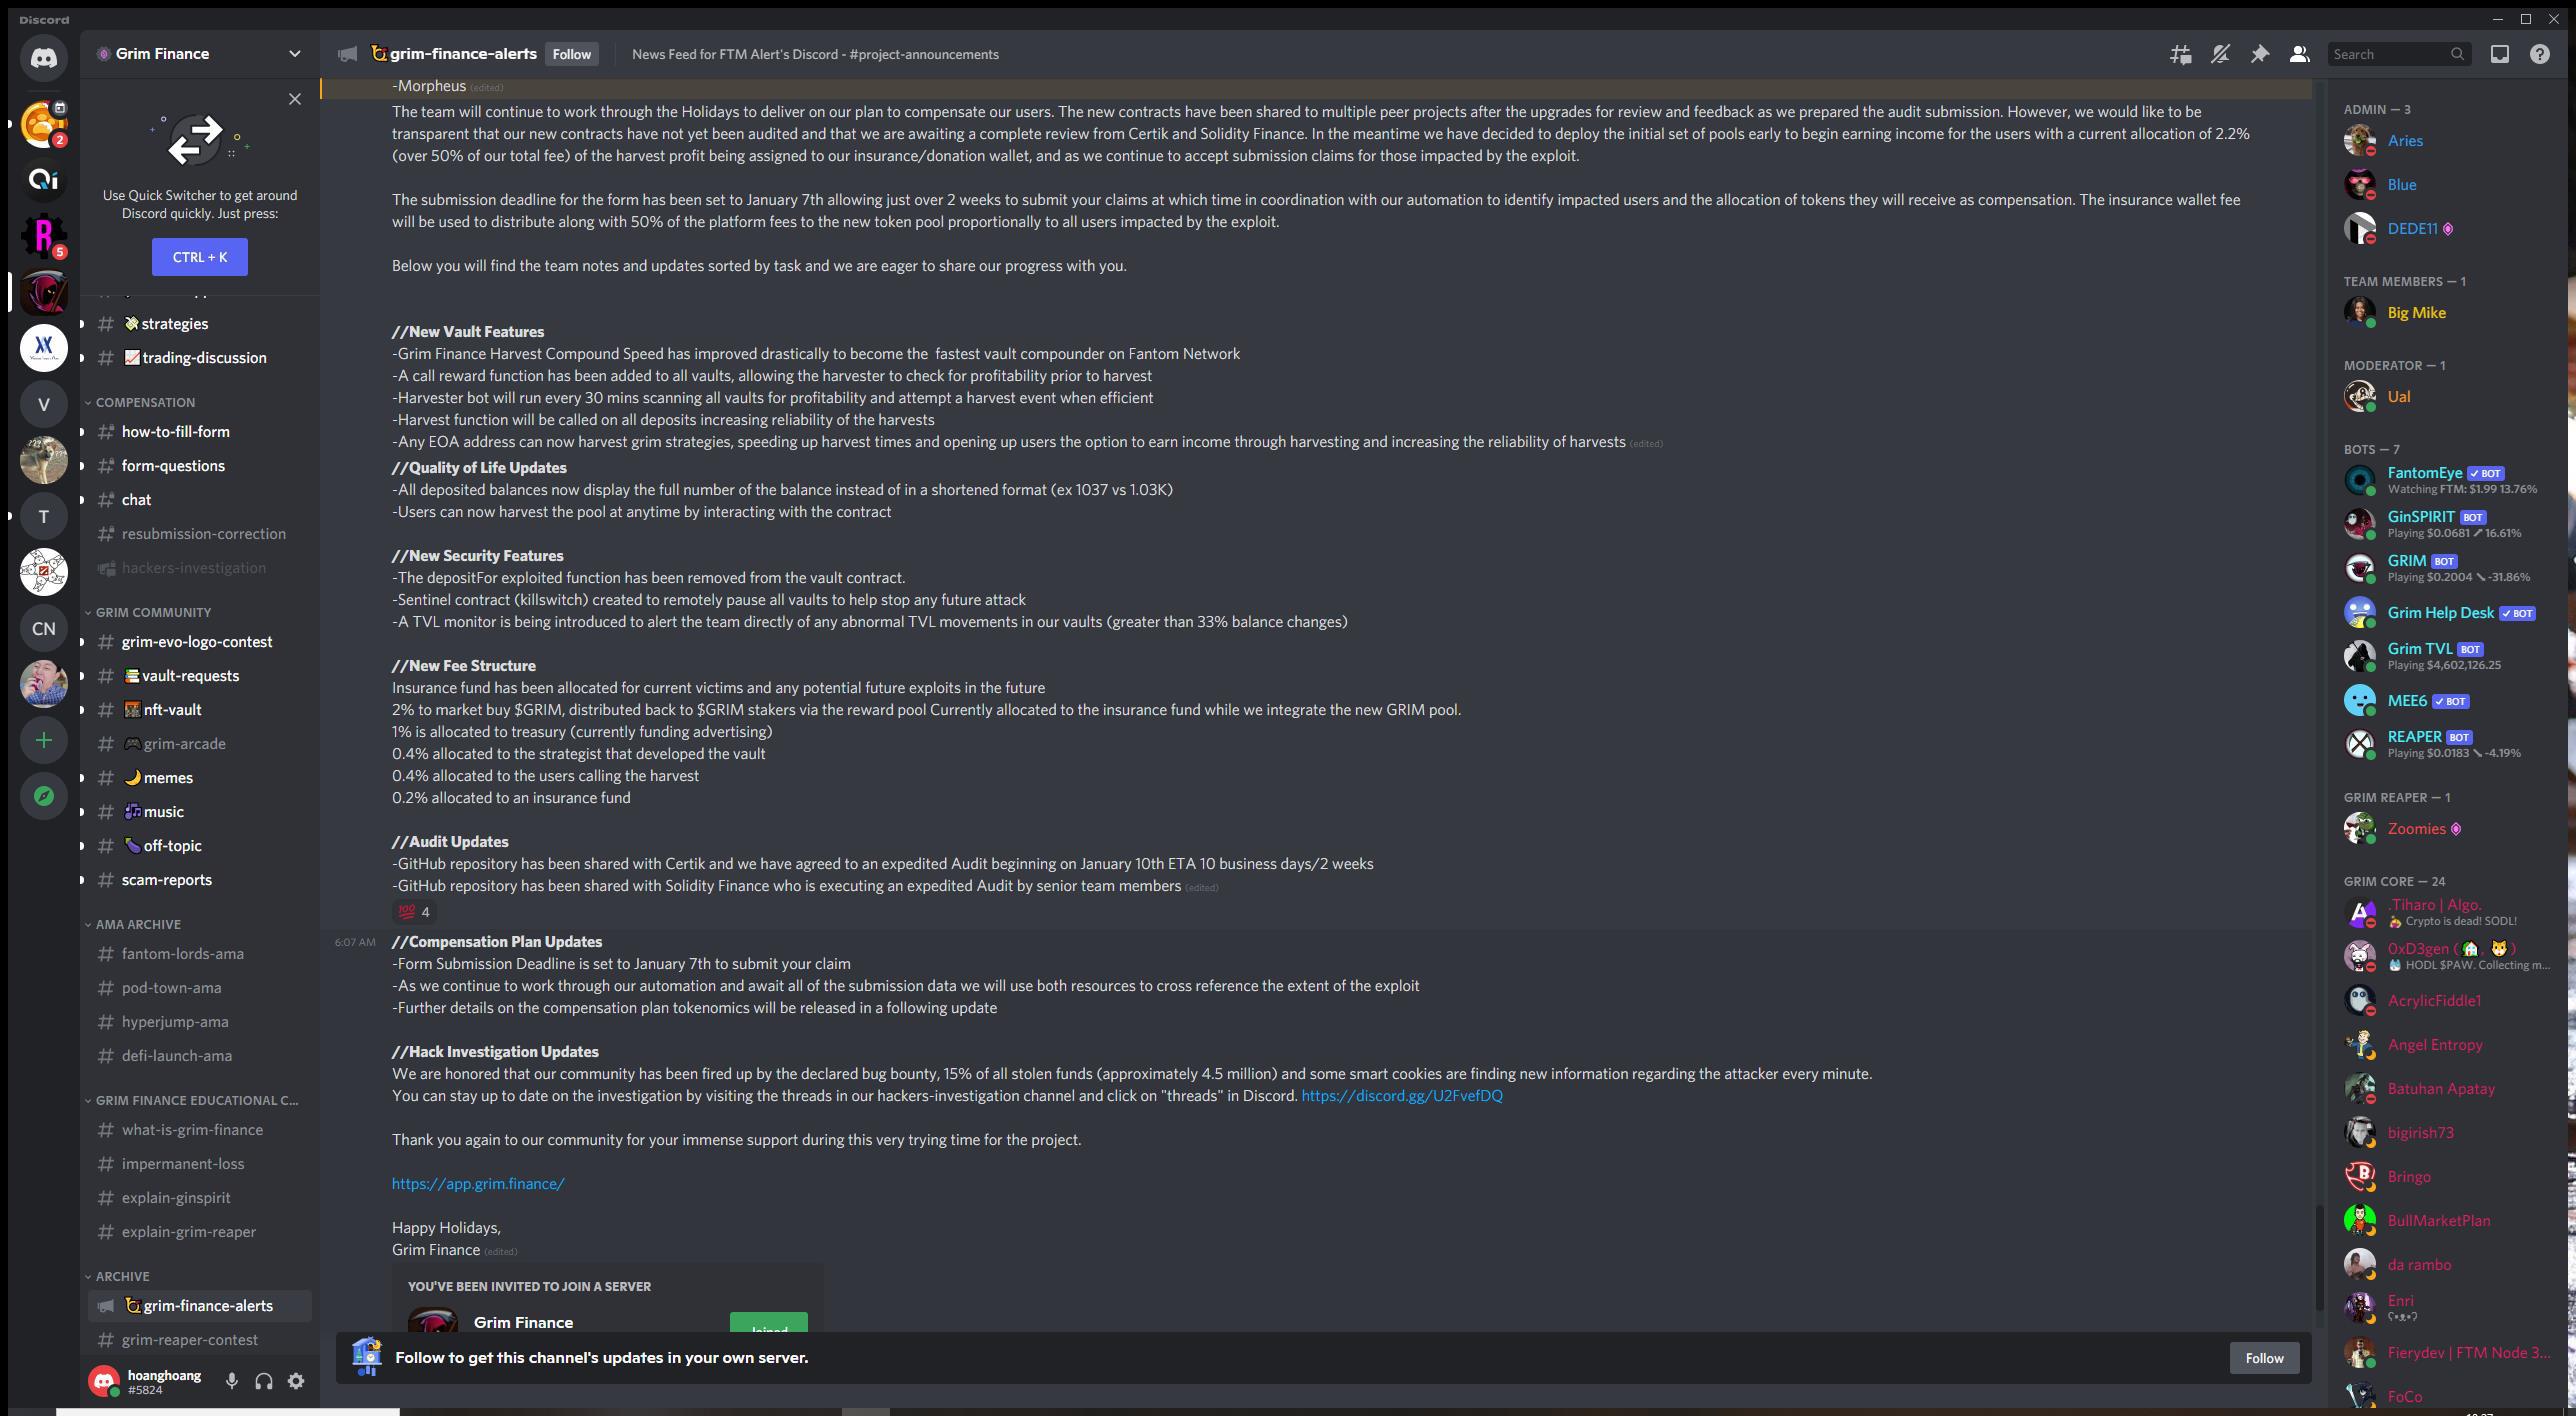 Discord
Grim Finance
grim-finance-alerts
Follow
News Feed for FTM Alert's Discord - #project-announcements
Search
2
Qi
R
5
V
T
CN
Use Quick Switcher to get around
Discord quickly. Just press:
CTRL + K
strategies
trading-discussion
COMPENSATION
how-to-fill-form
form-questions
chat
resubmission-correction
hackers-investigation
GRIM COMMUNITY
grim-evo-logo-contest
vault-requests
nft-vault
grim-arcade
memes
music
off-topic
scam-reports
AMA ARCHIVE
fantom-lords-ama
pod-town-ama
hyperjump-ama
defi-launch-ama
GRIM FINANCE EDUCATIONAL C...
what-is-grim-finance
impermanent-loss
explain-ginspirit
explain-grim-reaper
ARCHIVE
grim-finance-alerts
grim-reaper-contest
hoanghoang
#5824
-Morpheus (edited)
The team will continue to work through the Holidays to deliver on our plan to compensate our users. The new contracts have been shared to multiple peer projects after the upgrades for review and feedback as we prepared the audit submission. However, we would like to be
transparent that our new contracts have not yet been audited and that we are awaiting a complete review from Certik and Solidity Finance. In the meantime we have decided to deploy the initial set of pools early to begin earning income for the users with a current allocation of 2.2%
(over 50% of our total fee) of the harvest profit being assigned to our insurance/donation wallet, and as we continue to accept submission claims for those impacted by the exploit.
The submission deadline for the form has been set to January 7th allowing just over 2 weeks to submit your claims at which time in coordination with our automation to identify impacted users and the allocation of tokens they will receive as compensation. The insurance wallet fee
will be used to distribute along with 50% of the platform fees to the new token pool proportionally to all users impacted by the exploit.
Below you will find the team notes and updates sorted by task and we are eager to share our progress with you.
//New Vault Features
-Grim Finance Harvest Compound Speed has improved drastically to become the fastest vault compounder on Fantom Network
-A call reward function has been added to all vaults, allowing the harvester to check for profitability prior to harvest
-Harvester bot will run every 30 mins scanning all vaults for profitability and attempt a harvest event when efficient
-Harvest function will be called on all deposits increasing reliability of the harvests
-Any EOA address can now harvest grim strategies, speeding up harvest times and opening up users the option to earn income through harvesting and increasing the reliability of harvests (edited)
//Quality of Life Updates
-All deposited balances now display the full number of the balance instead of in a shortened format (ex 1037 vs 1.03K)
-Users can now harvest the pool at anytime by interacting with the contract
//New Security Features
-The depositFor exploited function has been removed from the vault contract.
-Sentinel contract (killswitch) created to remotely pause all vaults to help stop any future attack
-A TVL monitor is being introduced to alert the team directly of any abnormal TVL movements in our vaults (greater than 33% balance changes)
//New Fee Structure
Insurance fund has been allocated for current victims and any potential future exploits in the future
2% to market buy $GRIM, distributed back to $GRIM stakers via the reward pool Currently allocated to the insurance fund while we integrate the new GRIM pool.
1% is allocated to treasury (currently funding advertising)
0.4% allocated to the strategist that developed the vault
0.4% allocated to the users calling the harvest
0.2% allocated to an insurance fund
//Audit Updates
-GitHub repository has been shared with Certik and we have agreed to an expedited Audit beginning on January 10th ETA 10 business days/2 weeks
-GitHub repository has been shared with Solidity Finance who is executing an expedited Audit by senior team members (edited)
100 4
6:07 AM
//Compensation Plan Updates
-Form Submission Deadline is set to January 7th to submit your claim
-As we continue to work through our automation and await all of the submission data we will use both resources to cross reference the extent of the exploit
-Further details on the compensation plan tokenomics will be released in a following update
//Hack Investigation Updates
We are honored that our community has been fired up by the declared bug bounty, 15% of all stolen funds (approximately 4.5 million) and some smart cookies are finding new information regarding the attacker every minute.
You can stay up to date on the investigation by visiting the threads in our hackers-investigation channel and click on "threads" in Discord. https://discord.gg/U2FvefDQ
Thank you again to our community for your immense support during this very trying time for the project.
https://app.grim.finance/
Happy Holidays,
Grim Finance (edited)
YOU'VE BEEN INVITED TO JOIN A SERVER
Grim Finance
Joined
Follow to get this channel's updates in your own server.
Follow
ADMIN — 3
Aries
Blue
DEDE11
TEAM MEMBERS — 1
Big Mike
MODERATOR — 1
Ual
BOTS — 7
FantomEye BOT
Watching FTM: $1.99 13.76%
GinSPIRIT BOT
Playing $0.0681 16.61%
GRIM BOT
Playing $0.2004 -31.86%
Grim Help Desk BOT
Grim TVL BOT
Playing $4,602,126.25
MEE6 BOT
REAPER BOT
Playing $0.0183 -4.19%
GRIM REAPER — 1
Zoomies
GRIM CORE — 24
.Tiharo | Algo.
Crypto is dead! SODL!
0xD3gen ( , )
HODL $PAW. Collecting m...
AcrylicFiddle1
Angel Entropy
Batuhan Apatay
bigirish73
Bringo
BullMarketPlan
da rambo
Enri
ʕ•ᴥ•ʔ
Fierydev | FTM Node 3...
FoCo